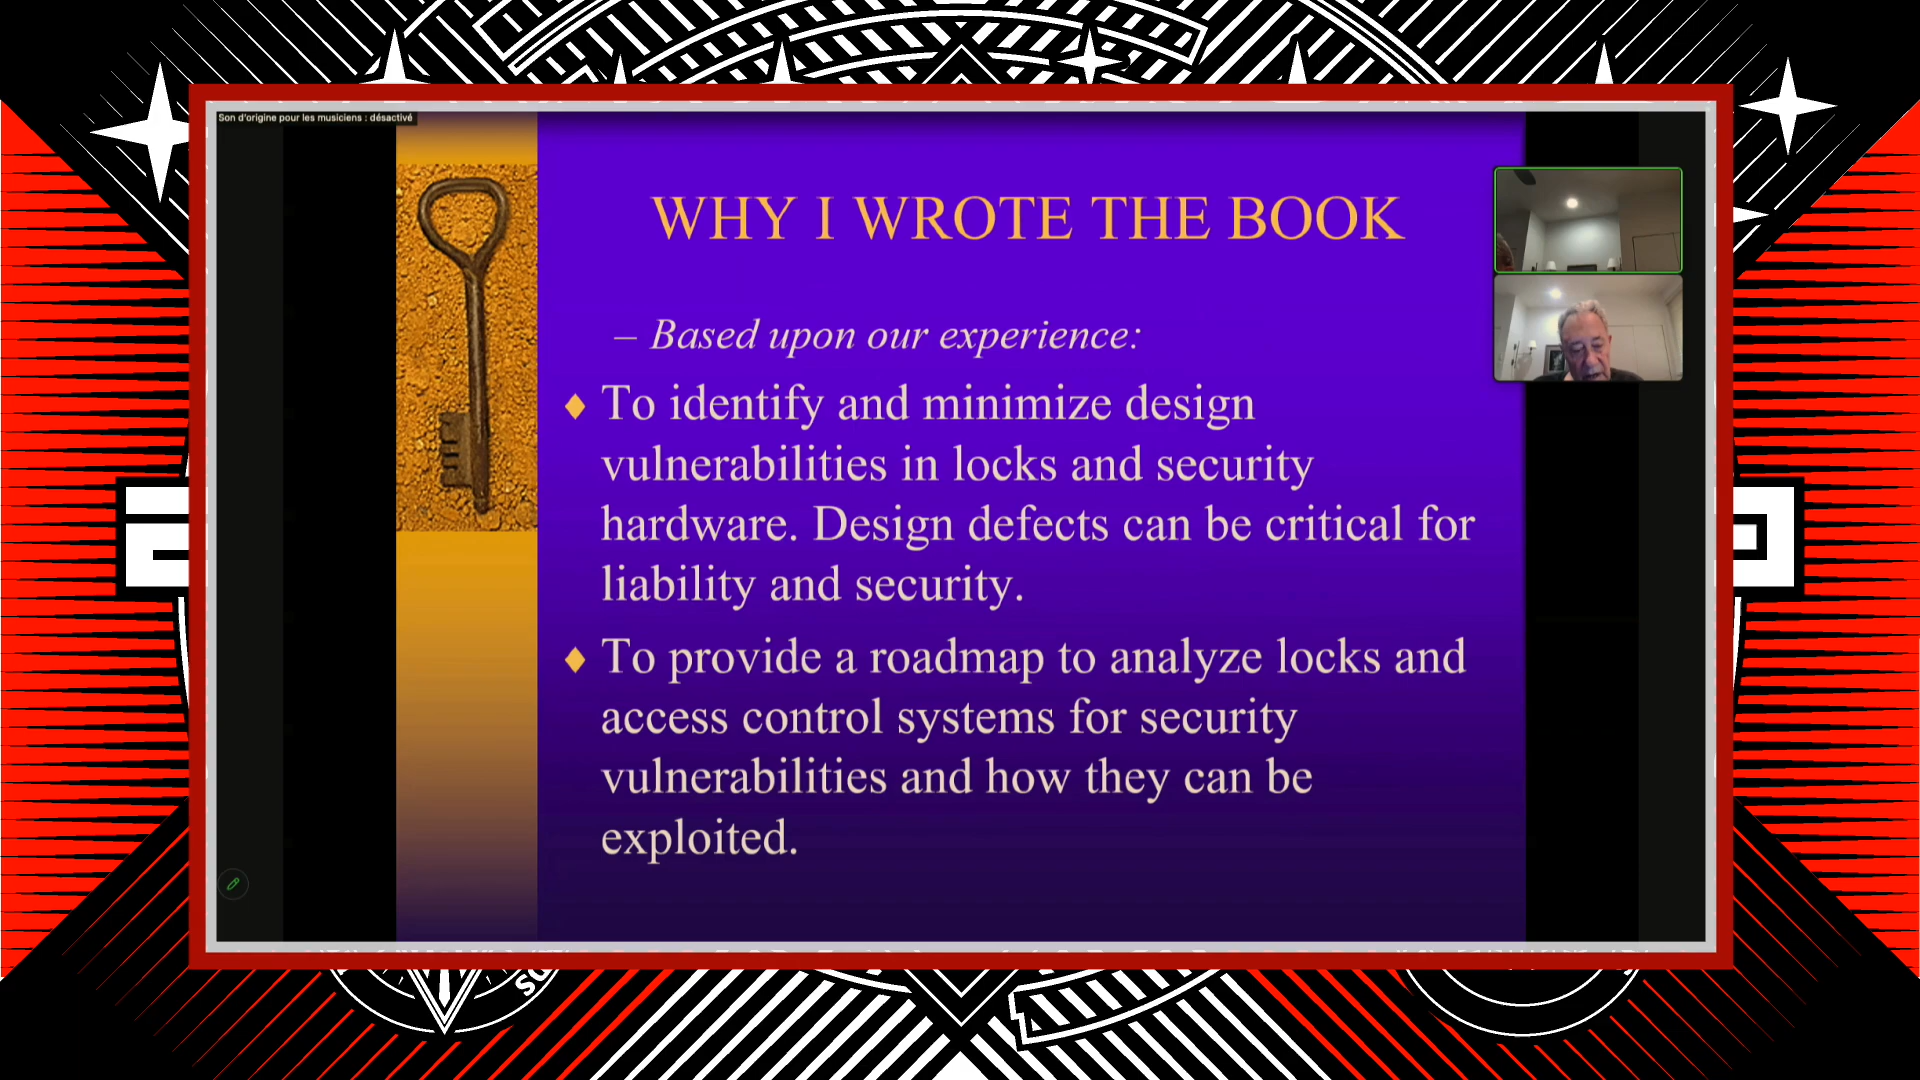 Son d'origine pour les musiciens : désactivé
WHY I WROTE THE BOOK
– Based upon our experience:
To identify and minimize design
vulnerabilities in locks and security
hardware. Design defects can be critical for
liability and security.
To provide a roadmap to analyze locks and
access control systems for security
vulnerabilities and how they can be
exploited.